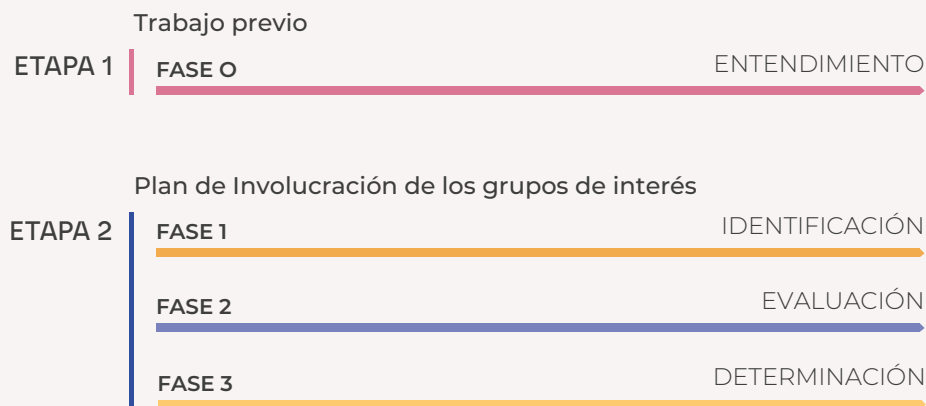 Trabajo previo
ETAPA 1
FASE O
ENTENDIMIENTO
Plan de Involucración de los grupos de interés
ETAPA 2
FASE 1
IDENTIFICACIÓN
FASE 2
EVALUACIÓN
FASE 3
DETERMINACIÓN